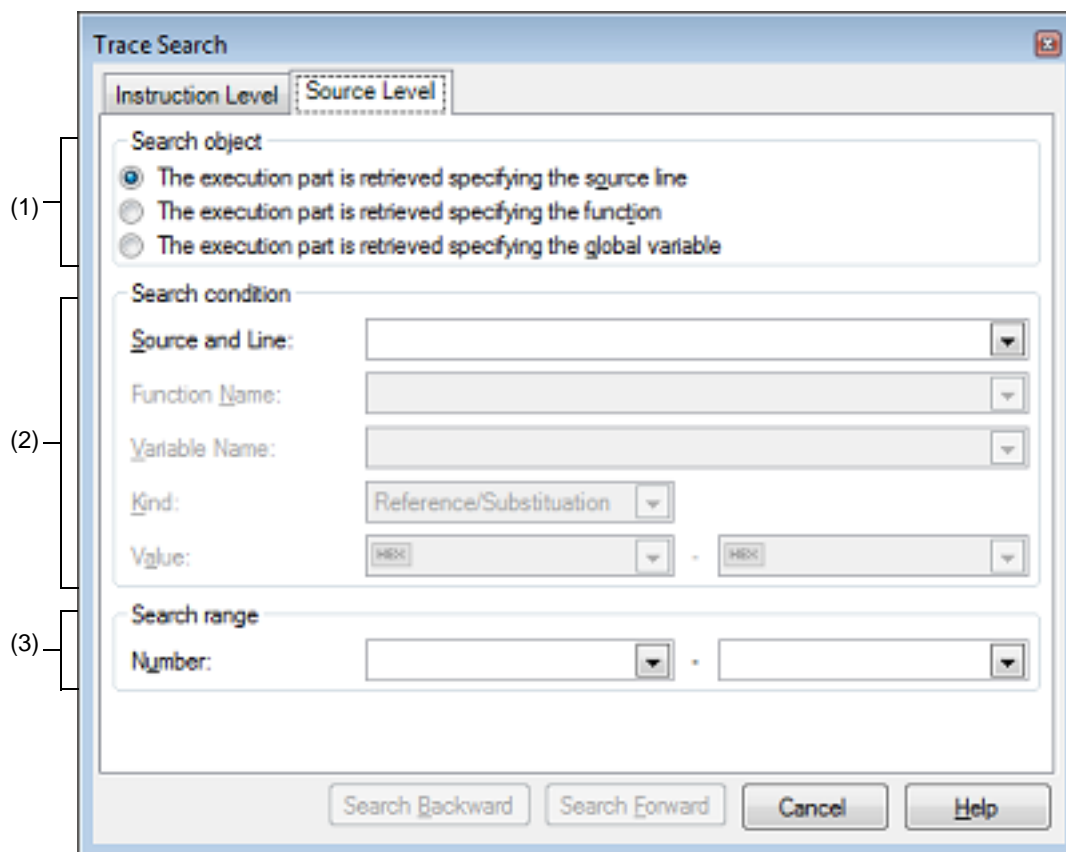 Trace Search
Instruction Level Source Level
(1)
Search object
The execution part is retrieved specifying the source line
The execution part is retrieved specifying the function
The execution part is retrieved specifying the global variable
(2)
Search condition
Source and Line:
Function Name:
Variable Name:
Kind: Reference/Substituation
Value: HEX - HEX
(3)
Search range
Number: -
Search Backward Search Forward Cancel Help